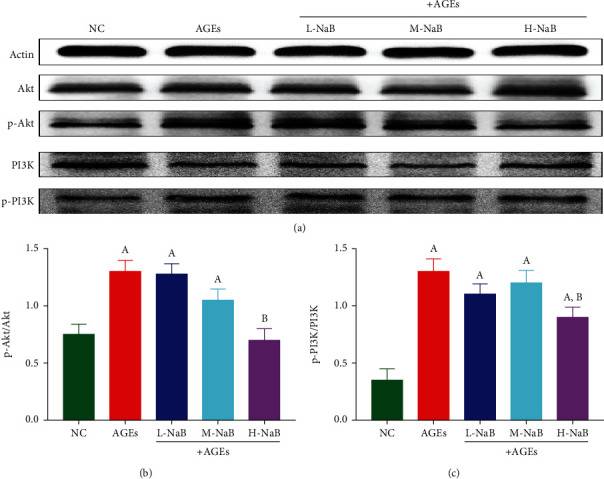 +AGEs
NC AGEs L-NaB M-NaB H-NaB
Actin
Akt
p-Akt
PI3K
p-PI3K
(a)
1.5
1.0
0.5
0.0
p-Akt/Akt
A
A
A
B
NC AGEs L-NaB M-NaB H-NaB
+AGEs
(b)
1.5
1.0
0.5
0.0
p-PI3K/PI3K
A
A
A
A, B
NC AGEs L-NaB M-NaB H-NaB
+AGEs
(c)